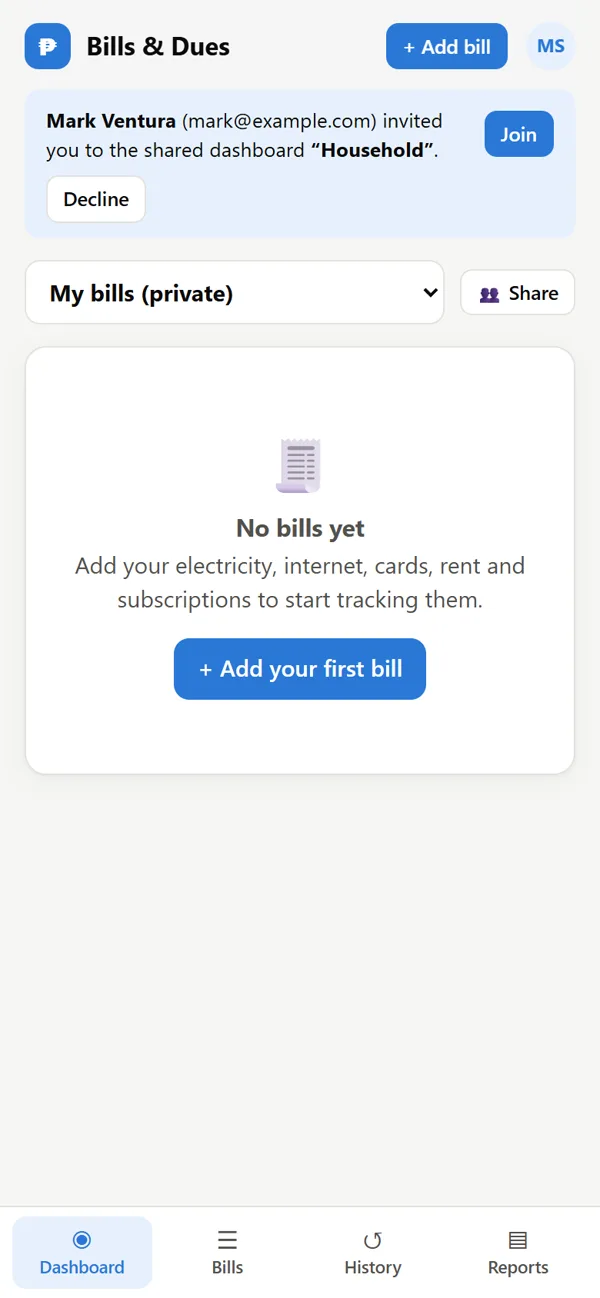 ₱ Bills & Dues + Add bill MS
Mark Ventura (mark@example.com) invited
you to the shared dashboard “Household”.
Join
Decline
My bills (private)
Share
No bills yet
Add your electricity, internet, cards, rent and
subscriptions to start tracking them.
+ Add your first bill
Dashboard Bills History Reports